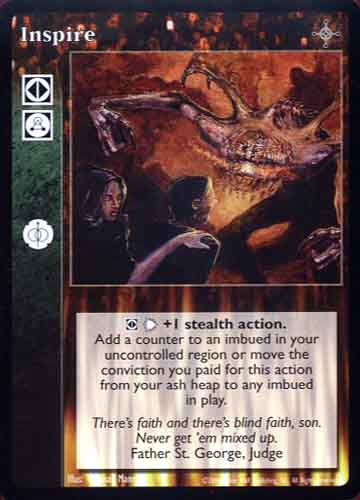 Inspire
+1 stealth action.
Add a counter to an imbued in your
uncontrolled region or move the
conviction you paid for this action
from your ash heap to any imbued
in play.
There's faith and there's blind faith, son.
Never get 'em mixed up.
Father St. George, Judge
Illus: